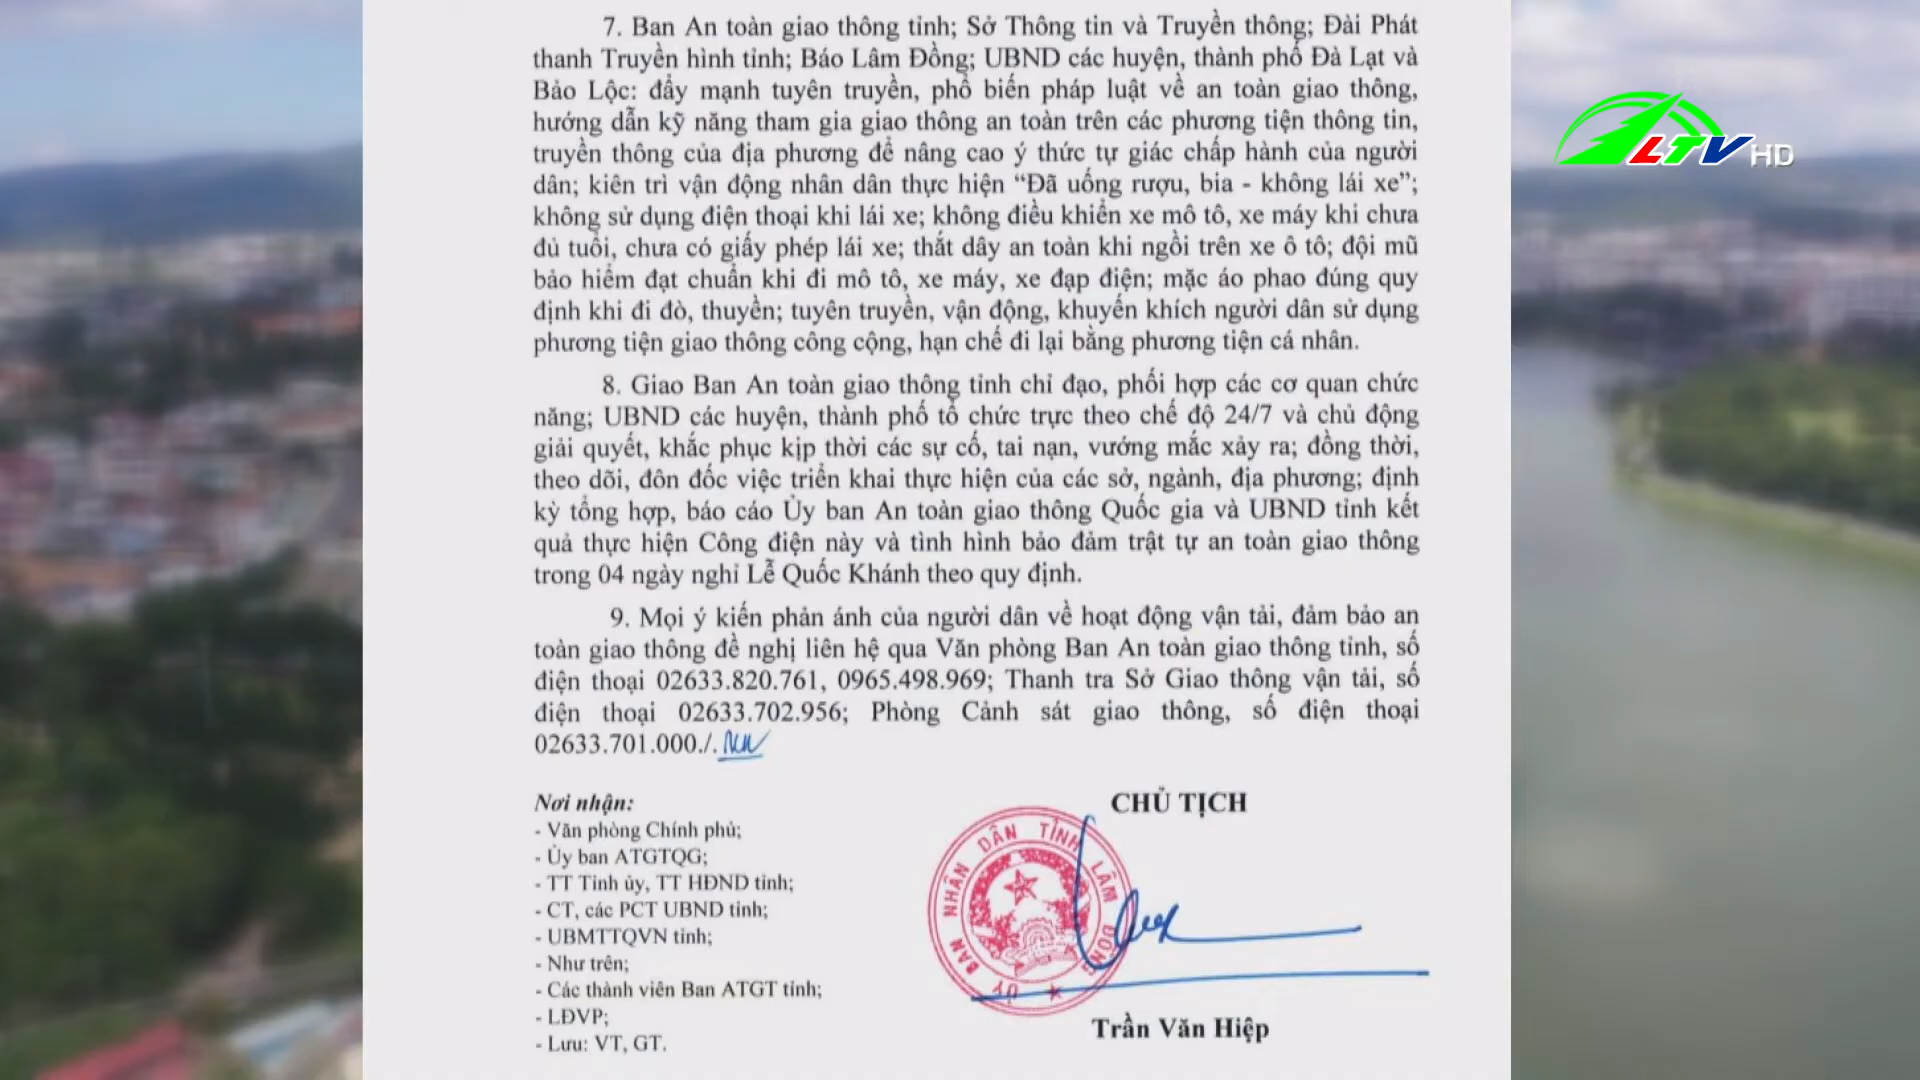 7. Ban An toàn giao thông tỉnh; Sở Thông tin và Truyền thông; Đài Phát
thanh Truyền hình tỉnh; Báo Lâm Đồng; UBND các huyện, thành phố Đà Lạt và
Bảo Lộc: đẩy mạnh tuyên truyền, phổ biến pháp luật về an toàn giao thông,
hướng dẫn kỹ năng tham gia giao thông an toàn trên các phương tiện thông tin,
truyền thông của địa phương để nâng cao ý thức tự giác chấp hành của người
dân; kiên trì vận động nhân dân thực hiện “Đã uống rượu, bia - không lái xe”;
không sử dụng điện thoại khi lái xe; không điều khiển xe mô tô, xe máy khi chưa
đủ tuổi, chưa có giấy phép lái xe; thắt dây an toàn khi ngồi trên xe ô tô; đội mũ
bảo hiểm đạt chuẩn khi đi mô tô, xe máy, xe đạp điện; mặc áo phao đúng quy
định khi đi đò, thuyền; tuyên truyền, vận động, khuyến khích người dân sử dụng
phương tiện giao thông công cộng, hạn chế đi lại bằng phương tiện cá nhân.
8. Giao Ban An toàn giao thông tỉnh chỉ đạo, phối hợp các cơ quan chức
năng; UBND các huyện, thành phố tổ chức trực theo chế độ 24/7 và chủ động
giải quyết, khắc phục kịp thời các sự cố, tai nạn, vướng mắc xảy ra; đồng thời,
theo dõi, đôn đốc việc triển khai thực hiện của các sở, ngành, địa phương; định
kỳ tổng hợp, báo cáo Ủy ban An toàn giao thông Quốc gia và UBND tỉnh kết
quả thực hiện Công điện này và tình hình bảo đảm trật tự an toàn giao thông
trong 04 ngày nghỉ Lễ Quốc Khánh theo quy định.
9. Mọi ý kiến phản ánh của người dân về hoạt động vận tải, đảm bảo an
toàn giao thông đề nghị liên hệ qua Văn phòng Ban An toàn giao thông tỉnh, số
điện thoại 02633.820.761, 0965.498.969; Thanh tra Sở Giao thông vận tải, số
điện thoại 02633.702.956; Phòng Cảnh sát giao thông, số điện thoại
02633.701.000./.
Nơi nhận:
- Văn phòng Chính phủ;
- Ủy ban ATGTQG;
- TT Tỉnh ủy, TT HĐND tỉnh;
- CT, các PCT UBND tỉnh;
- UBMTTQVN tỉnh;
- Như trên;
- Các thành viên Ban ATGT tỉnh;
- LĐVP;
- Lưu: VT, GT.
CHỦ TỊCH
ỦY BAN NHÂN DÂN TỈNH LÂM ĐỒNG
Trần Văn Hiệp
LTV HD